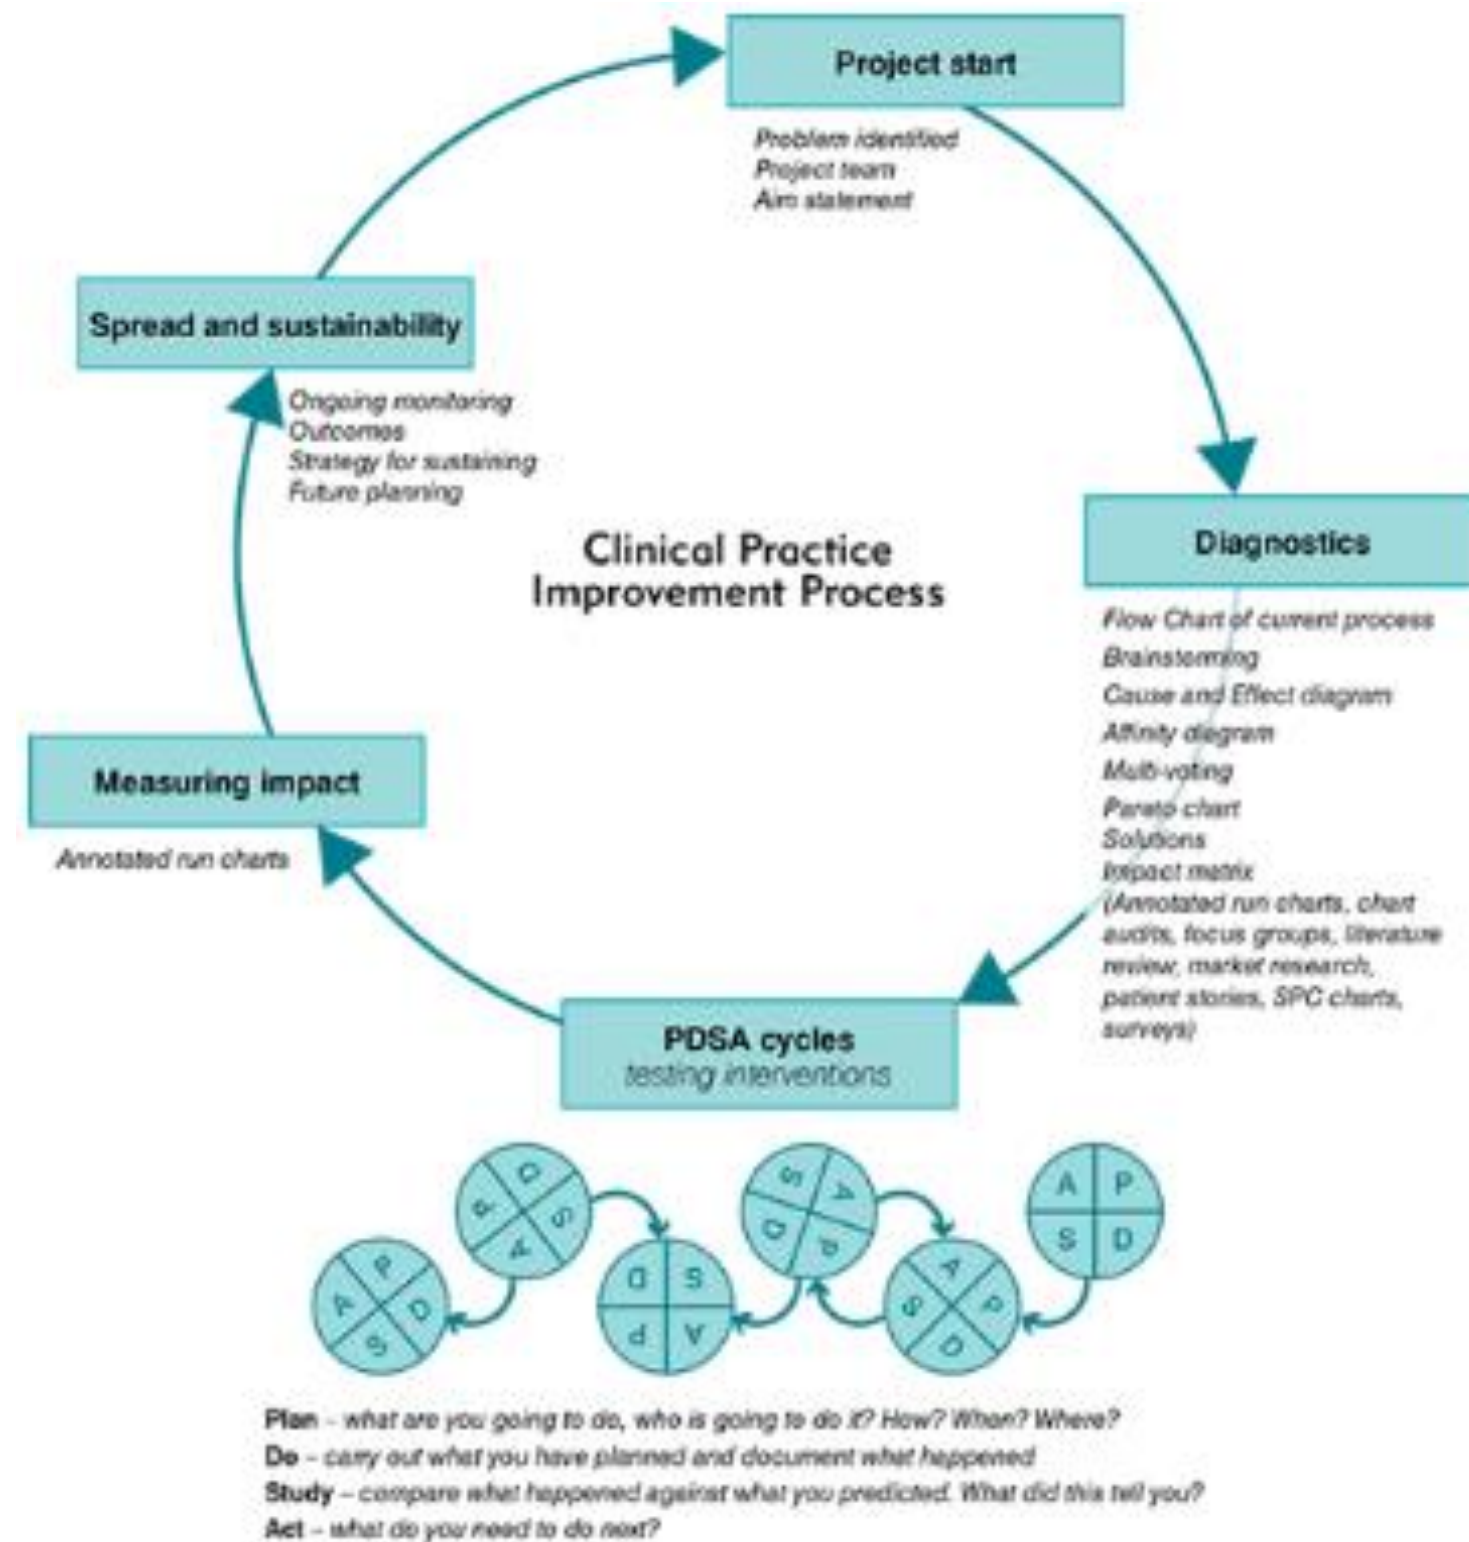 Project start
Problem identified
Project team
Aim statement
Diagnostics
Flow Chart of current process
Brainstorming
Cause and Effect diagram
Affinity diagram
Multi-voting
Pareto chart
Solutions
Impact matrix
(Annotated run charts, chart
audits, focus groups, literature
review, market research,
patient stories, SPC charts,
surveys)
PDSA cycles
testing interventions
Measuring impact
Annotated run charts
Spread and sustainability
Ongoing monitoring
Outcomes
Strategy for sustaining
Future planning
Clinical Practice
Improvement Process
A P
S D
A P
S D
S A
D P
D S
P A
P D
A S
A P
S D
Plan – what are you going to do, who is going to do it? How? When? Where?
Do – carry out what you have planned and document what happened
Study – compare what happened against what you predicted. What did this tell you?
Act – what do you need to do next?